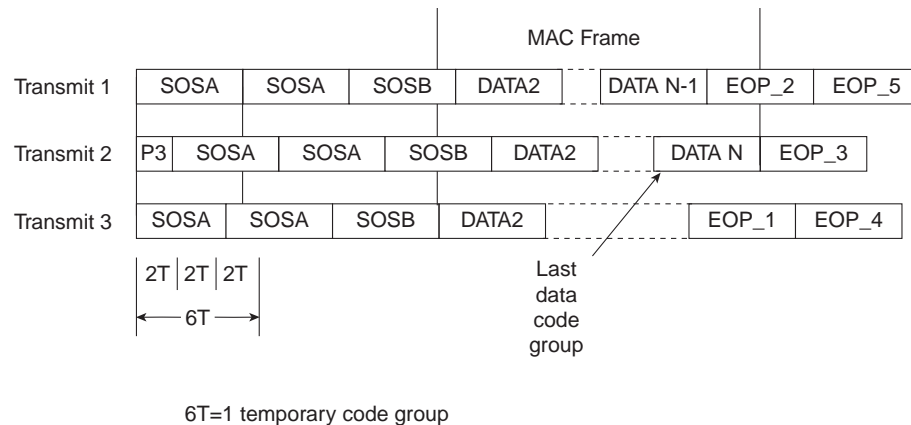 MAC Frame
Transmit 1 SOSA SOSA SOSB DATA2 DATA N-1 EOP_2 EOP_5
Transmit 2 P3 SOSA SOSA SOSB DATA2 DATA N EOP_3
Transmit 3 SOSA SOSA SOSB DATA2 EOP_1 EOP_4
2T 2T 2T
6T
Last
data
code
group
6T=1 temporary code group